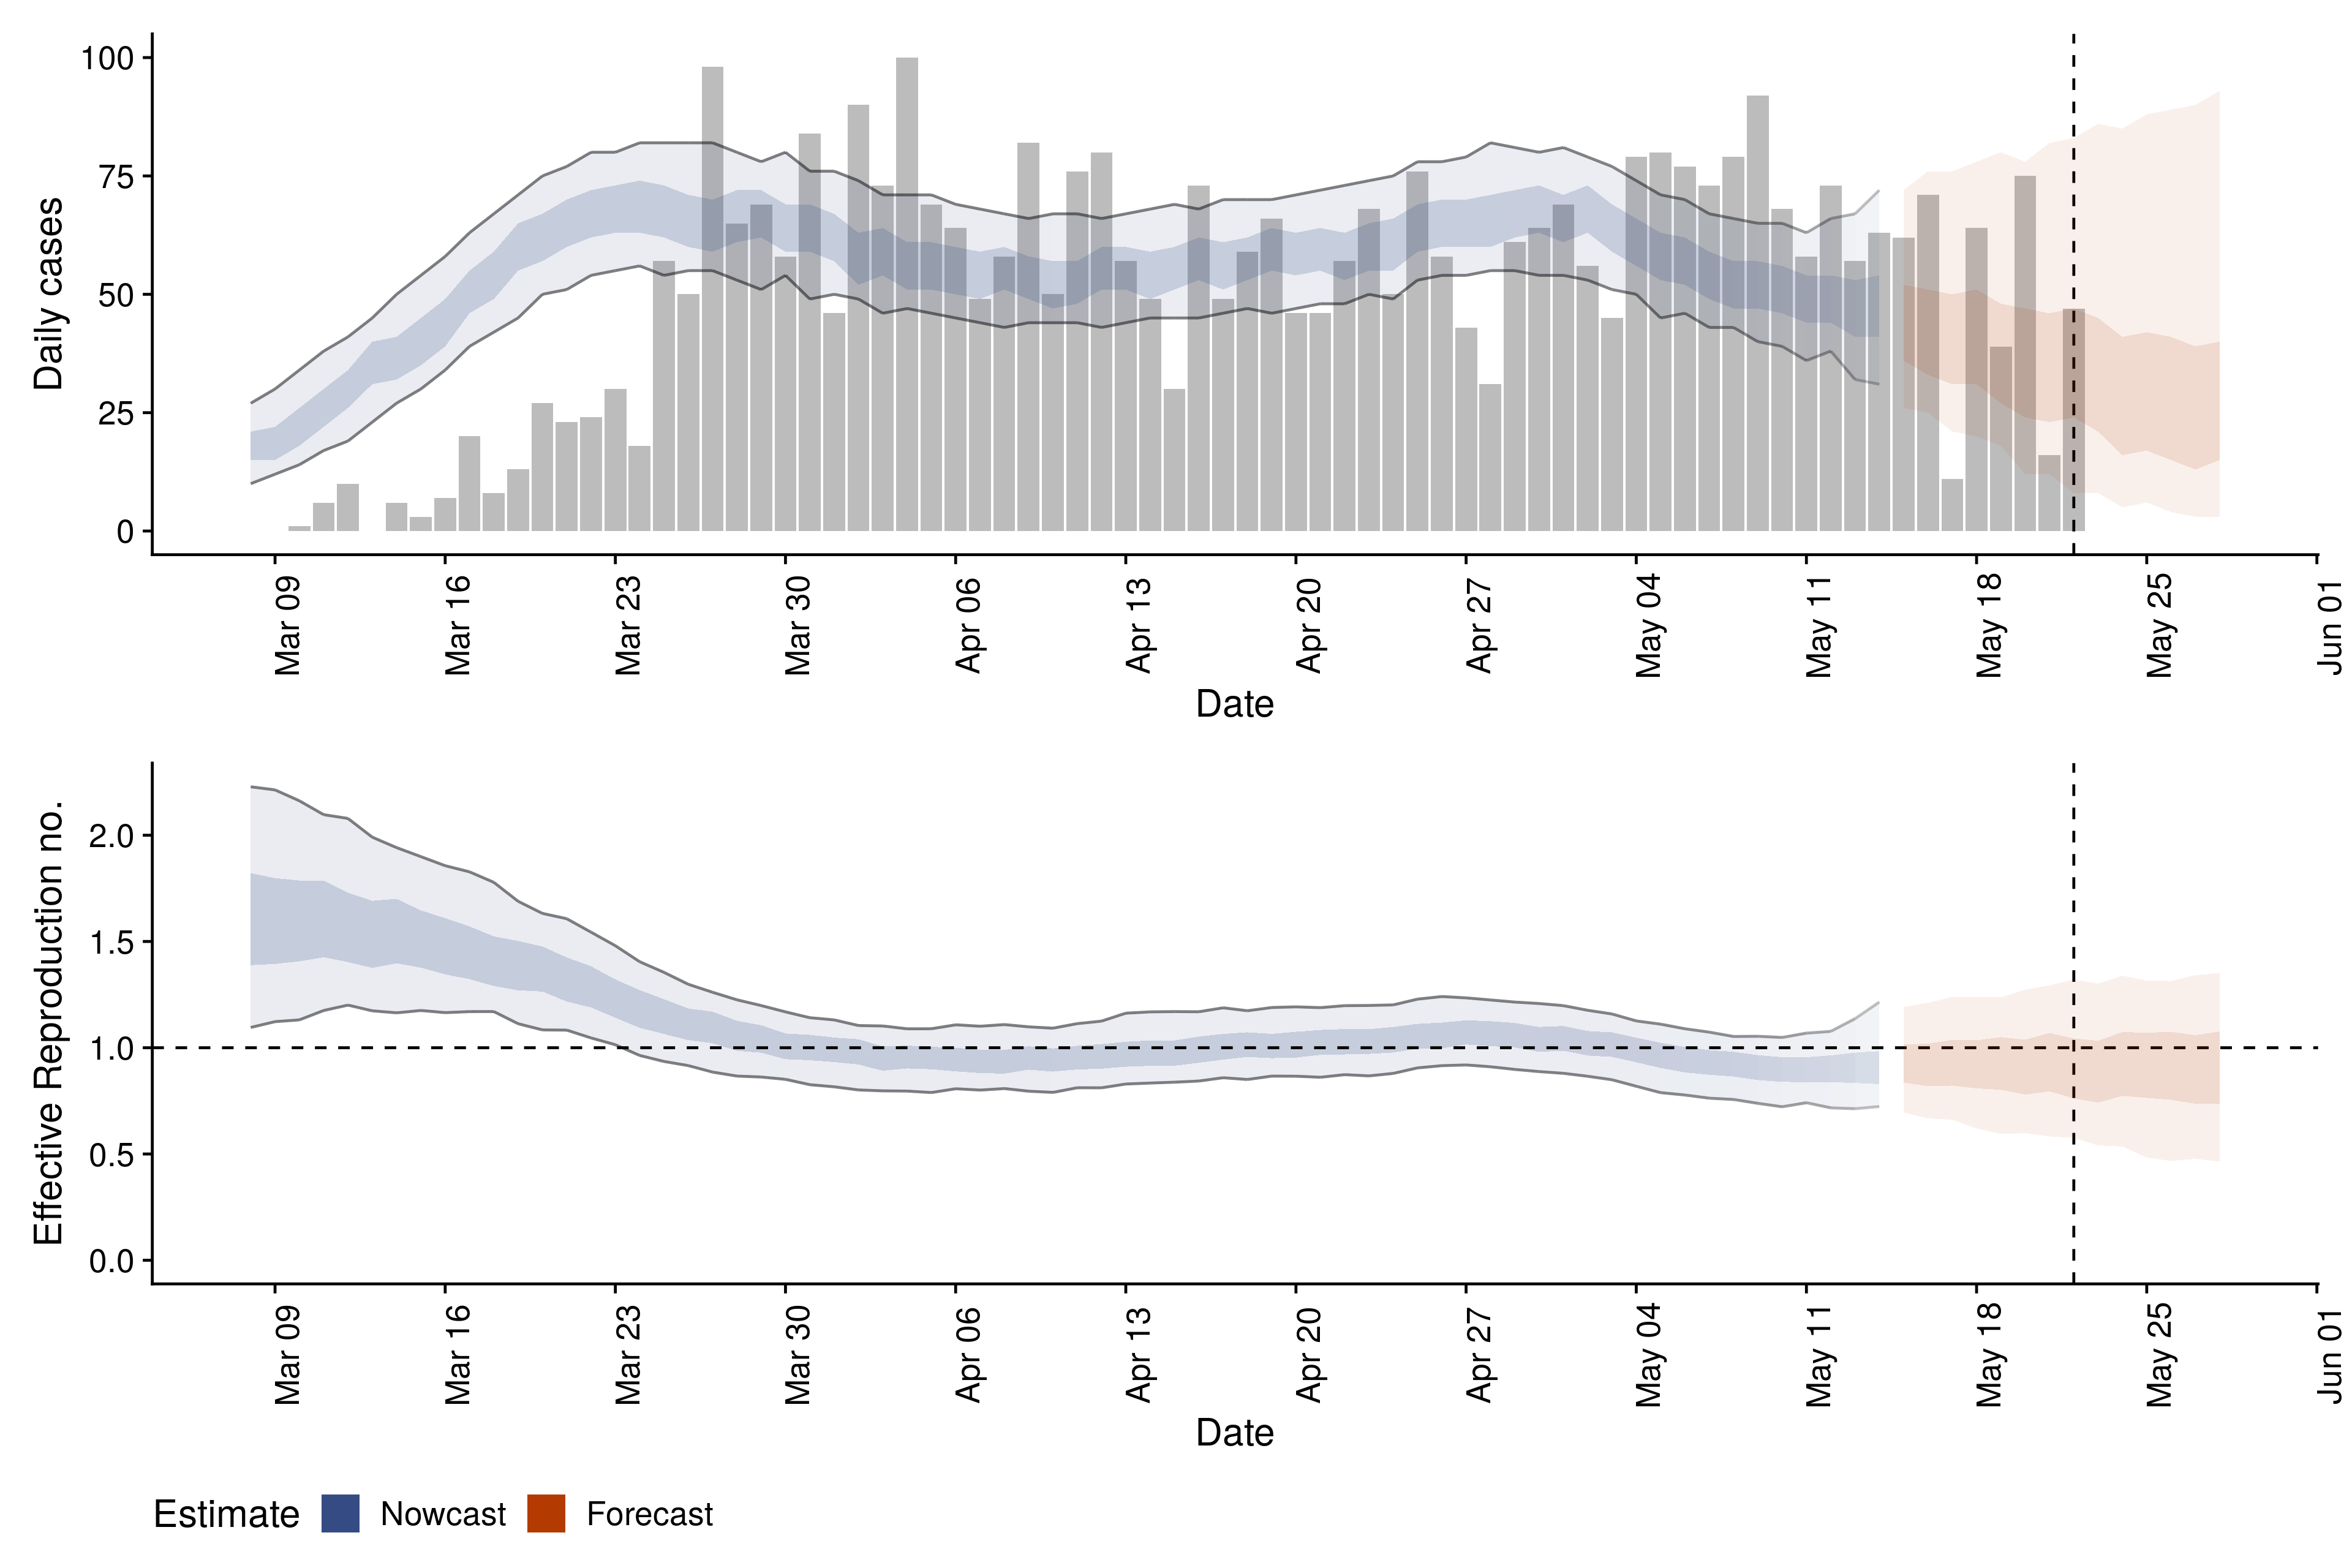 Daily cases
100
75
50
25
0
Mar 09
Mar 16
Mar 23
Mar 30
Apr 06
Apr 13
Apr 20
Apr 27
May 04
May 11
May 18
May 25
Jun 01
Date
Effective Reproduction no.
2.0
1.5
1.0
0.5
0.0
Mar 09
Mar 16
Mar 23
Mar 30
Apr 06
Apr 13
Apr 20
Apr 27
May 04
May 11
May 18
May 25
Jun 01
Date
Estimate Nowcast Forecast